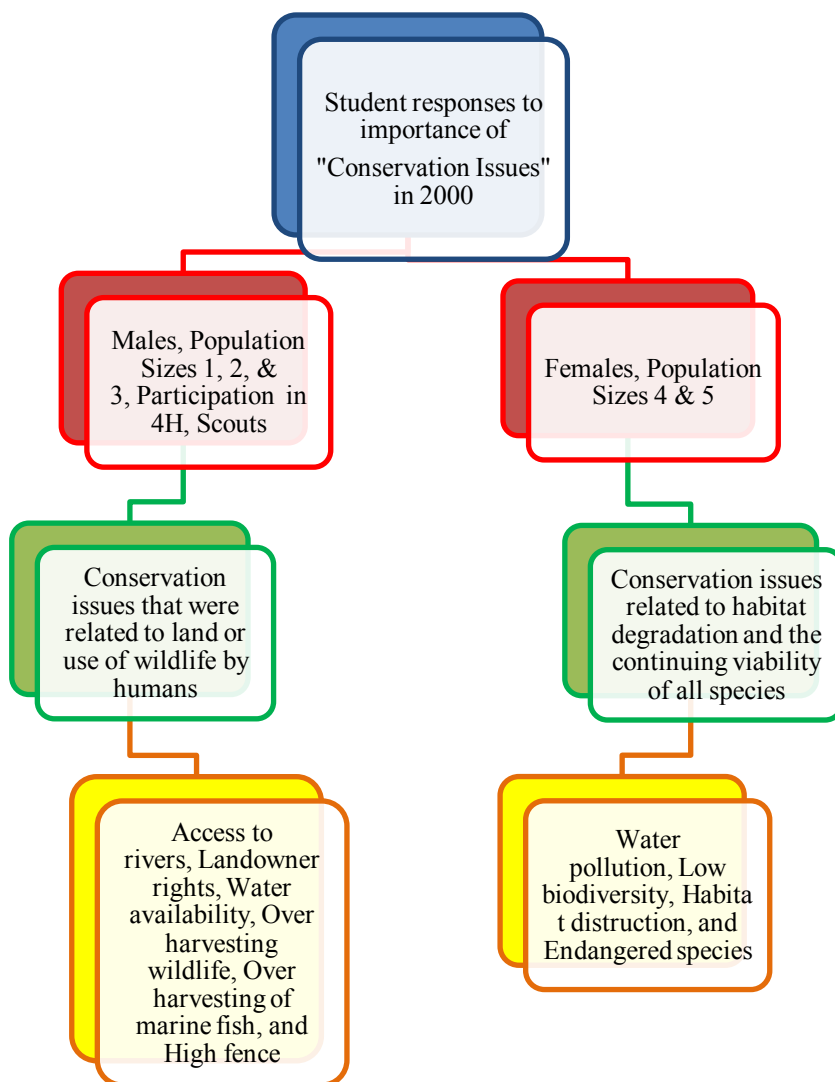 Student responses to
importance of
"Conservation Issues"
in 2000
Males, Population
Sizes 1, 2, &
3, Participation in
4H, Scouts
Females, Population
Sizes 4 & 5
Conservation
issues that were
related to land or
use of wildlife by
humans
Conservation issues
related to habitat
degradation and the
continuing viability
of all species
Access to
rivers, Landowner
rights, Water
availability, Over
harvesting
wildlife, Over
harvesting of
marine fish, and
High fence
Water
pollution, Low
biodiversity, Habita
t distruction, and
Endangered species